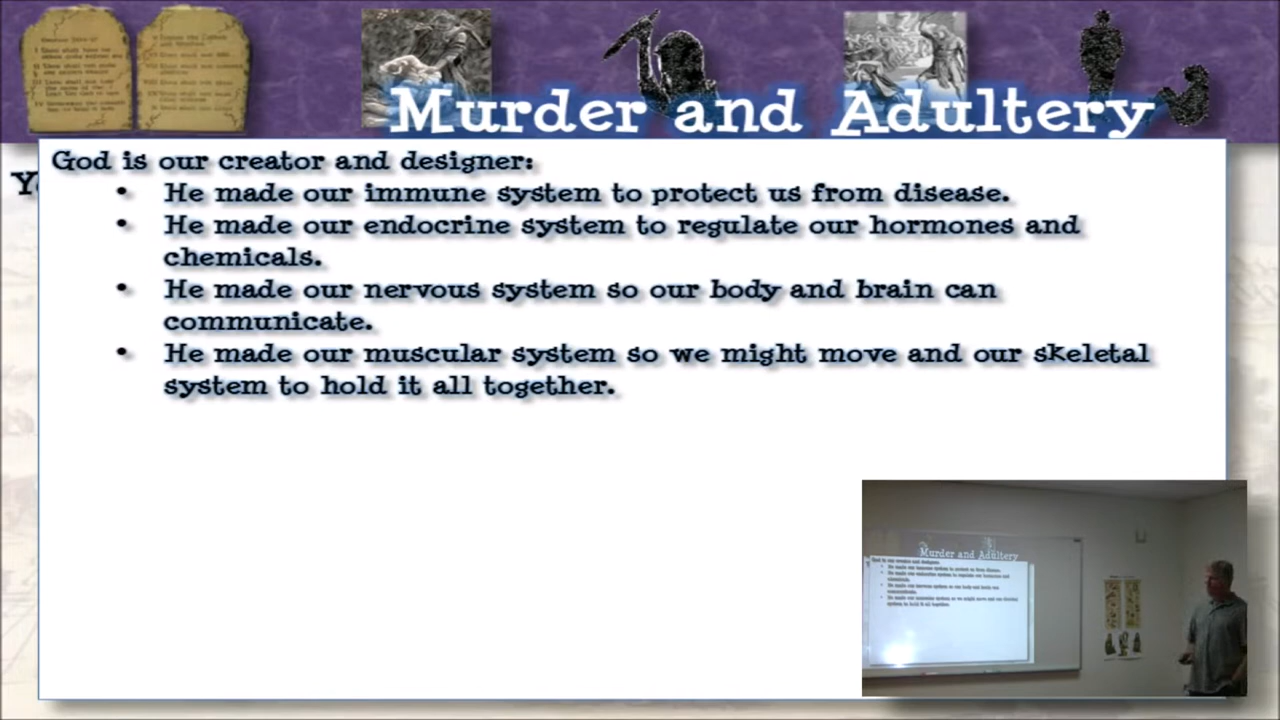 Murder and Adultery
God is our creator and designer:
• He made our immune system to protect us from disease.
• He made our endocrine system to regulate our hormones and
chemicals.
• He made our nervous system so our body and brain can
communicate.
• He made our muscular system so we might move and our skeletal
system to hold it all together.
Murder and Adultery